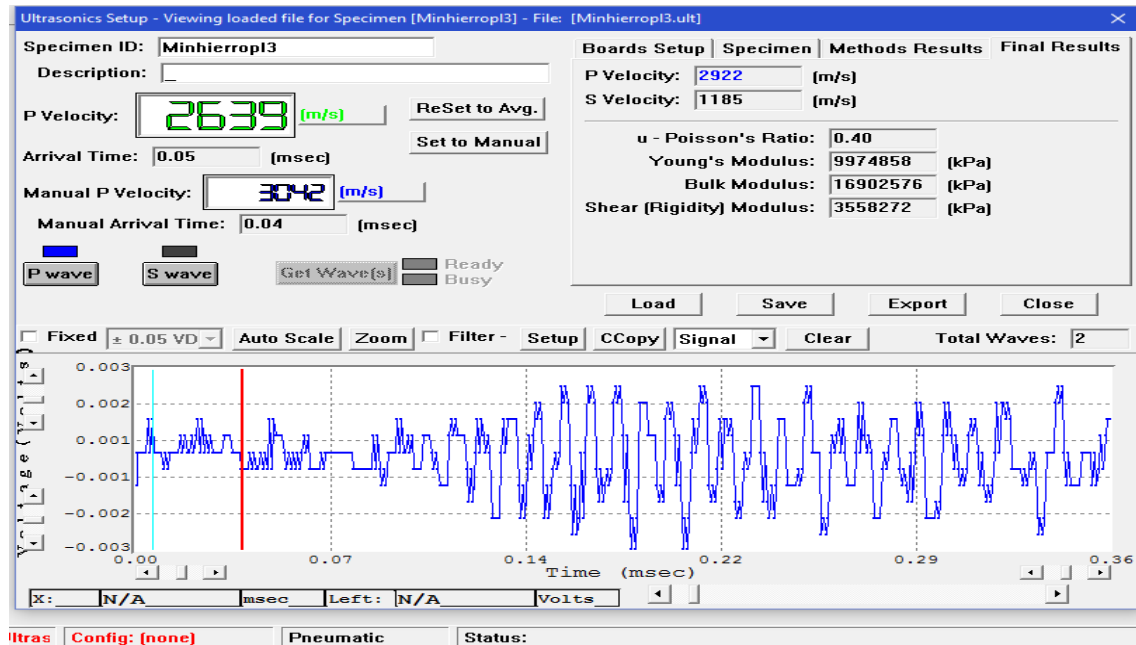 Ultrasonics Setup - Viewing loaded file for Specimen [Minhierropl3] - File: [Minhierropl3.ult]
Specimen ID: Minhierropl3
Description: _
P Velocity: 2639 (m/s)
ReSet to Avg.
Set to Manual
Arrival Time: 0.05 (msec)
Manual P Velocity: 3042 (m/s)
Manual Arrival Time: 0.04 (msec)
P wave S wave Get Wave(s) Ready
Busy
Boards Setup Specimen Methods Results Final Results
P Velocity: 2922 (m/s)
S Velocity: 1185 (m/s)
u - Poisson's Ratio: 0.40
Young's Modulus: 9974858 (kPa)
Bulk Modulus: 16902576 (kPa)
Shear (Rigidity) Modulus: 3558272 (kPa)
Load Save Export Close
Fixed ± 0.05 VD Auto Scale Zoom Filter - Setup CCopy Signal Clear Total Waves: 2
0.003
0.002
0.001
-0.001
-0.002
-0.003
0.00 0.07 0.14 0.22 0.29 0.36
Time (msec)
X: N/A msec Left: N/A Volts
Ultras Config: (none) Pneumatic Status: